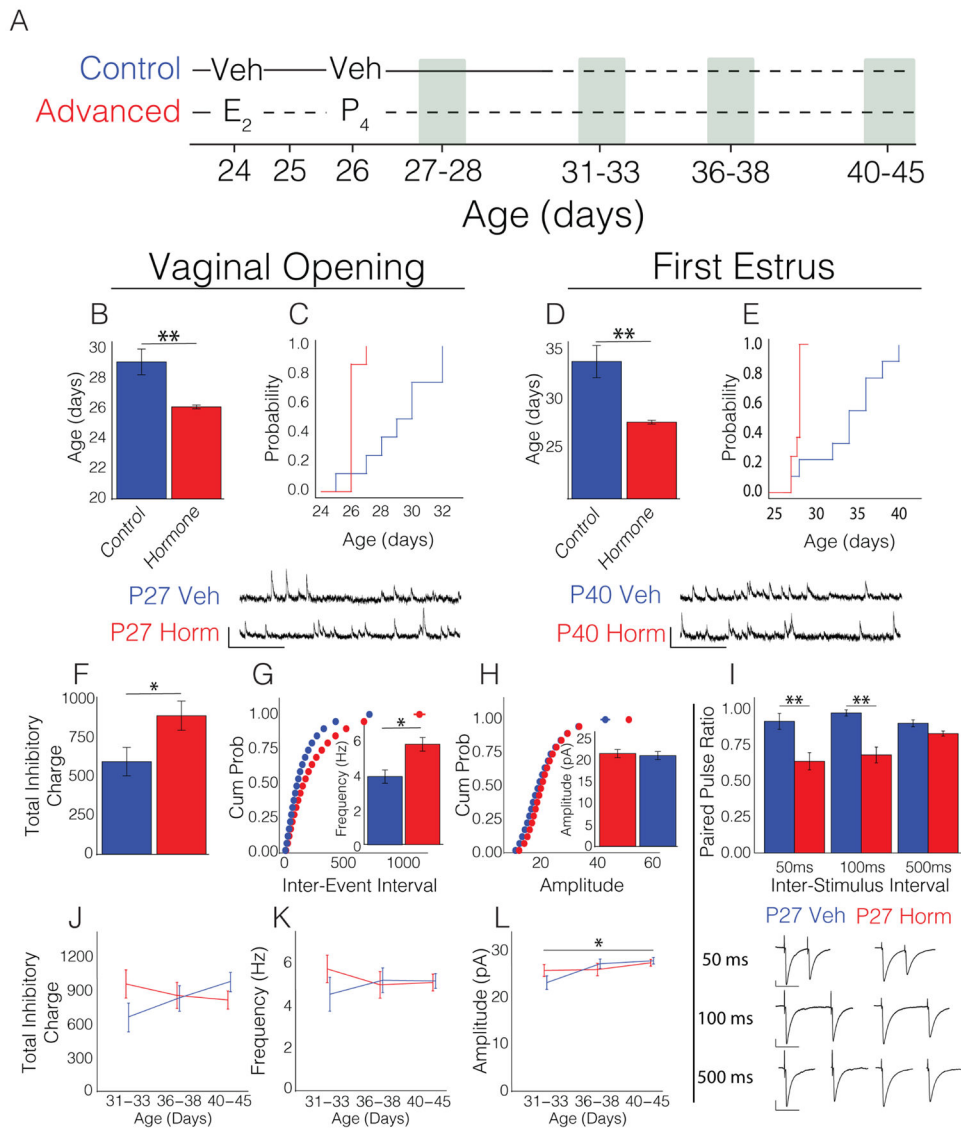 A
Control Veh Veh
Advanced E2 P4
24 25 26 27-28 31-33 36-38 40-45
Age (days)
Vaginal Opening First Estrus
B C D E
**
30
28
26
24
22
20
Age (days)
Control Hormone
1.0
0.8
0.6
0.4
0.2
0.0
Probability
24 26 28 30 32
Age (days)
**
35
30
25
Age (days)
Control Hormone
1.0
0.8
0.6
0.4
0.2
0.0
Probability
25 30 35 40
Age (days)
P27 Veh
P27 Horm
P40 Veh
P40 Horm
F G H I
*
1000
750
500
250
0
Total Inhibitory
Charge
1.00
0.75
0.50
0.25
0.00
Cum Prob
0 500 1000
Inter-Event Interval
*
7
6
5
4
3
2
1
0
Frequency (Hz)
1.00
0.75
0.50
0.25
0.00
Cum Prob
20 40 60
Amplitude
25
20
15
10
5
0
Amplitude (pA)
** **
1.00
0.75
0.50
0.25
0.00
Paired Pulse Ratio
50ms 100ms 500ms
Inter-Stimulus Interval
P27 Veh P27 Horm
50 ms
100 ms
500 ms
J K L
1200
900
600
300
0
Total Inhibitory
Charge
31–33 36–38 40–45
Age (Days)
6
4
2
0
Frequency (Hz)
31–33 36–38 40–45
Age (Days)
*
30
20
10
0
Amplitude (pA)
31–33 36–38 40–45
Age (Days)